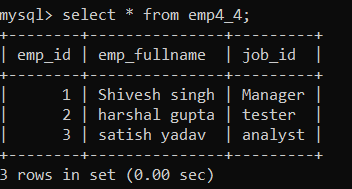 mysql> select * from emp4_4;
+--------+---------------+---------+
| emp_id | emp_fullname  | job_id  |
+--------+---------------+---------+
|      1 | Shivesh singh | Manager |
|      2 | harshal gupta | tester  |
|      3 | satish yadav  | analyst |
+--------+---------------+---------+
3 rows in set (0.00 sec)